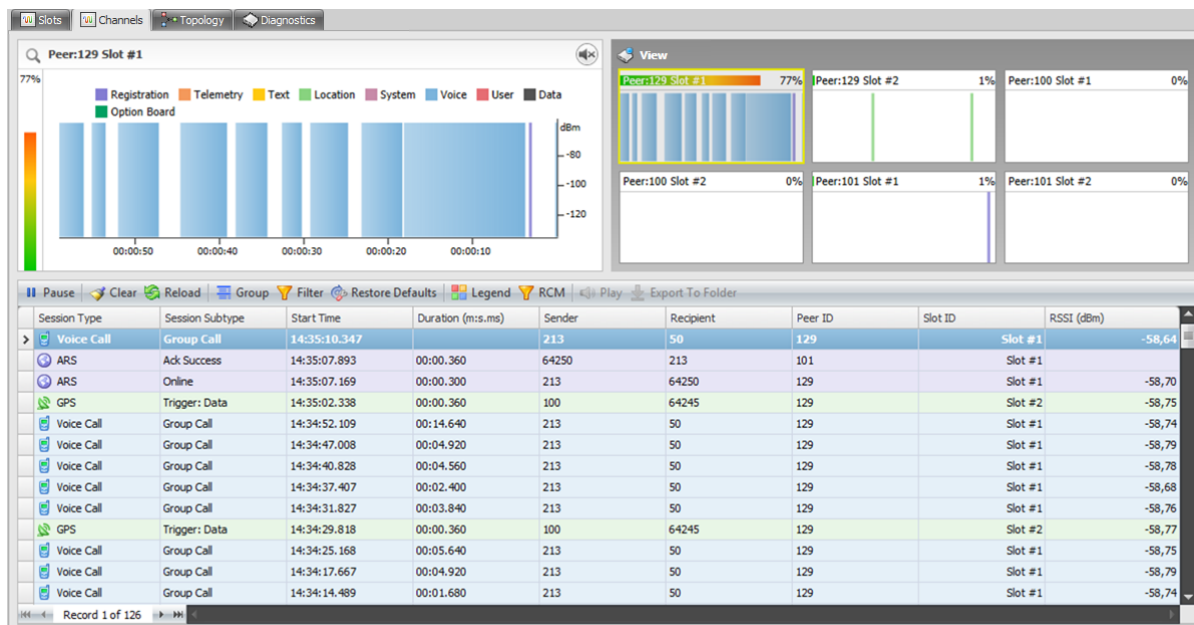 Slots Channels Topology Diagnostics
Peer:129 Slot #1
77%
Registration Telemetry Text Location System Voice User Data
Option Board
dBm
-80
-100
-120
00:00:50 00:00:40 00:00:30 00:00:20 00:00:10
View
Peer:129 Slot #1 77% Peer:129 Slot #2 1% Peer:100 Slot #1 0%
Peer:100 Slot #2 0% Peer:101 Slot #1 1% Peer:101 Slot #2 0%
Pause Clear Reload Group Filter Restore Defaults Legend RCM Play Export To Folder
Session Type Session Subtype Start Time Duration (m:s.ms) Sender Recipient Peer ID Slot ID RSSI (dBm)
Voice Call Group Call 14:35:10.347 213 50 129 Slot #1 -58,64
ARS Ack Success 14:35:07.893 00:00.360 64250 213 101 Slot #1
ARS Online 14:35:07.169 00:00.300 213 64250 129 Slot #1 -58,70
GPS Trigger: Data 14:35:02.338 00:00.360 100 64245 129 Slot #2 -58,75
Voice Call Group Call 14:34:52.109 00:14.640 213 50 129 Slot #1 -58,74
Voice Call Group Call 14:34:47.008 00:04.920 213 50 129 Slot #1 -58,79
Voice Call Group Call 14:34:40.828 00:04.560 213 50 129 Slot #1 -58,78
Voice Call Group Call 14:34:37.407 00:02.400 213 50 129 Slot #1 -58,68
Voice Call Group Call 14:34:31.827 00:03.840 213 50 129 Slot #1 -58,76
GPS Trigger: Data 14:34:29.818 00:00.360 100 64245 129 Slot #2 -58,77
Voice Call Group Call 14:34:25.168 00:05.640 213 50 129 Slot #1 -58,75
Voice Call Group Call 14:34:17.667 00:04.920 213 50 129 Slot #1 -58,79
Voice Call Group Call 14:34:14.489 00:01.680 213 50 129 Slot #1 -58,74
Record 1 of 126